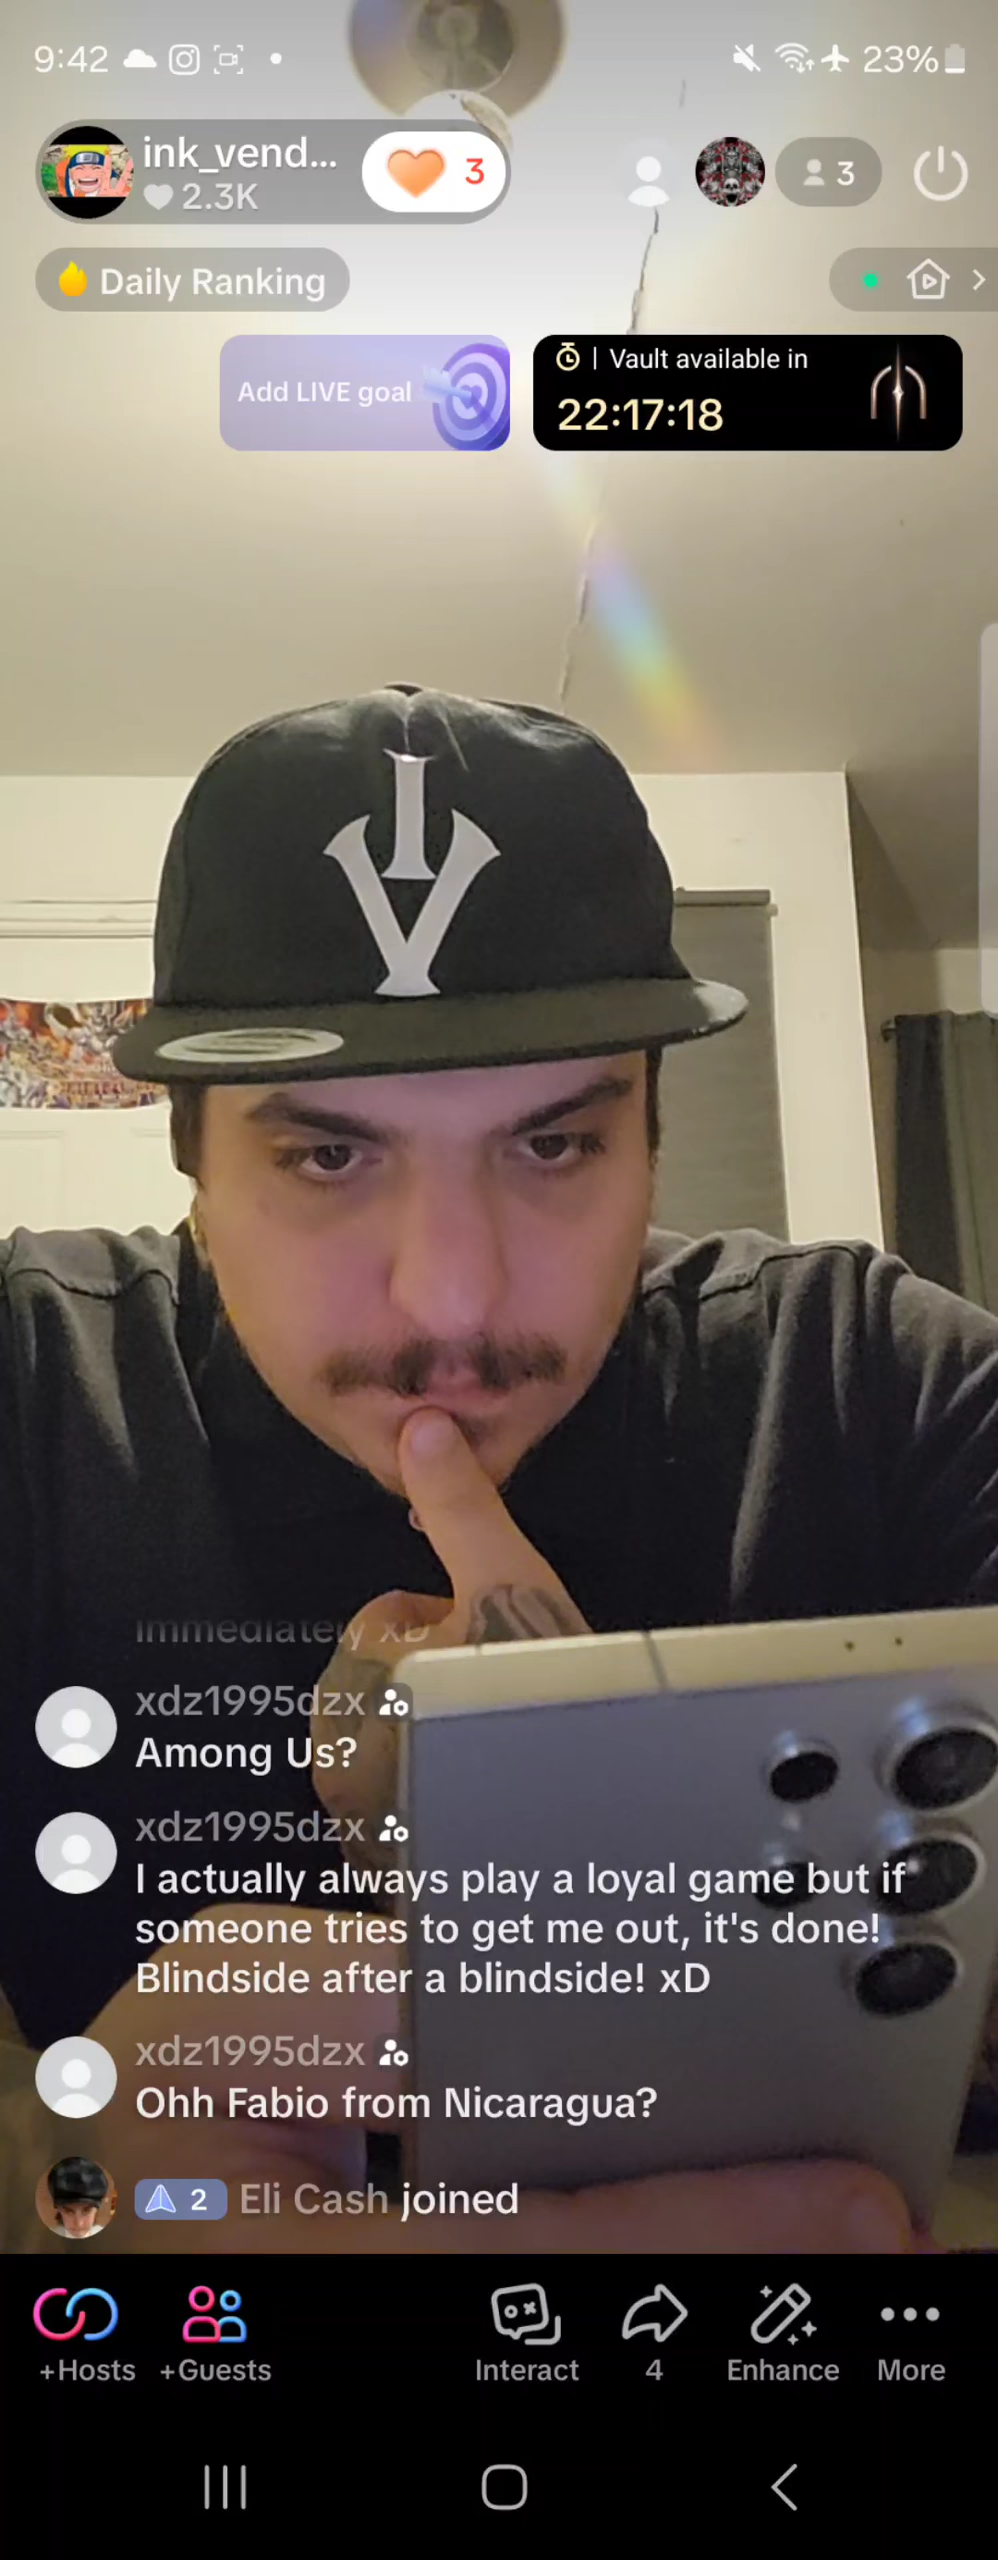 9:42
23%
ink_vend...
2.3K
3
3
Daily Ranking
Add LIVE goal
| Vault available in
22:17:18
IV
immediately xD
xdz1995dzx
Among Us?
xdz1995dzx
I actually always play a loyal game but if
someone tries to get me out, it's done!
Blindside after a blindside! xD
xdz1995dzx
Ohh Fabio from Nicaragua?
2 Eli Cash joined
+Hosts
+Guests
Interact
4
Enhance
More